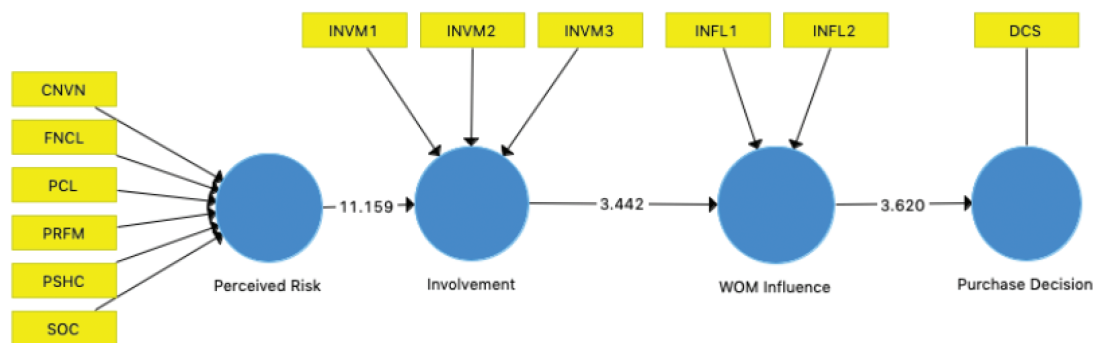 INVM1
INVM2
INVM3
INFL1
INFL2
DCS
CNVN
FNCL
PCL
PRFM
PSHC
SOC
11.159
3.442
3.620
Perceived Risk
Involvement
WOM Influence
Purchase Decision